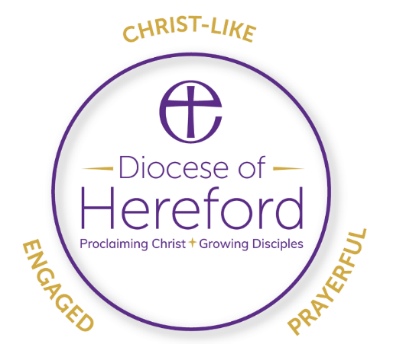 CHRIST-LIKE
Diocese of
Hereford
Proclaiming Christ + Growing Disciples
ENGAGED
PRAYERFUL